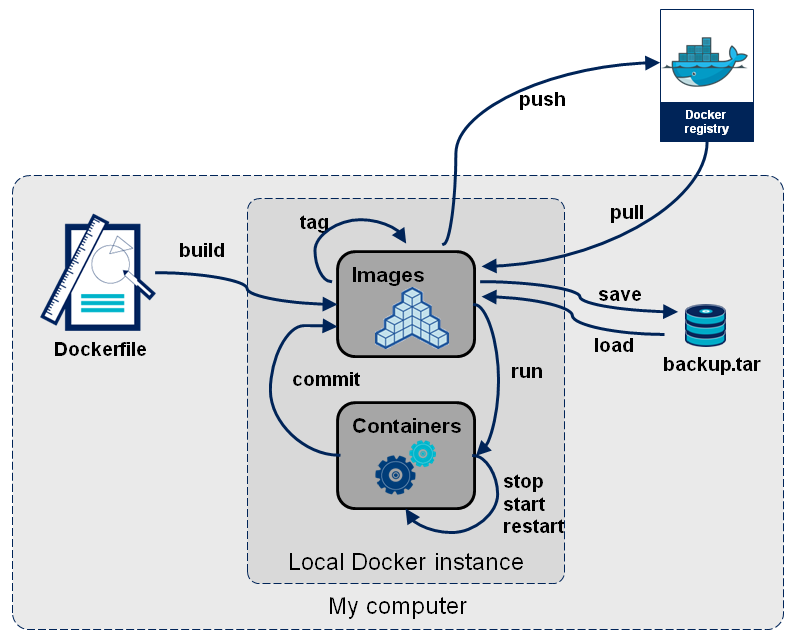 Docker
registry
push
pull
tag
build
Images
save
load
backup.tar
Dockerfile
commit
run
Containers
stop
start
restart
Local Docker instance
My computer